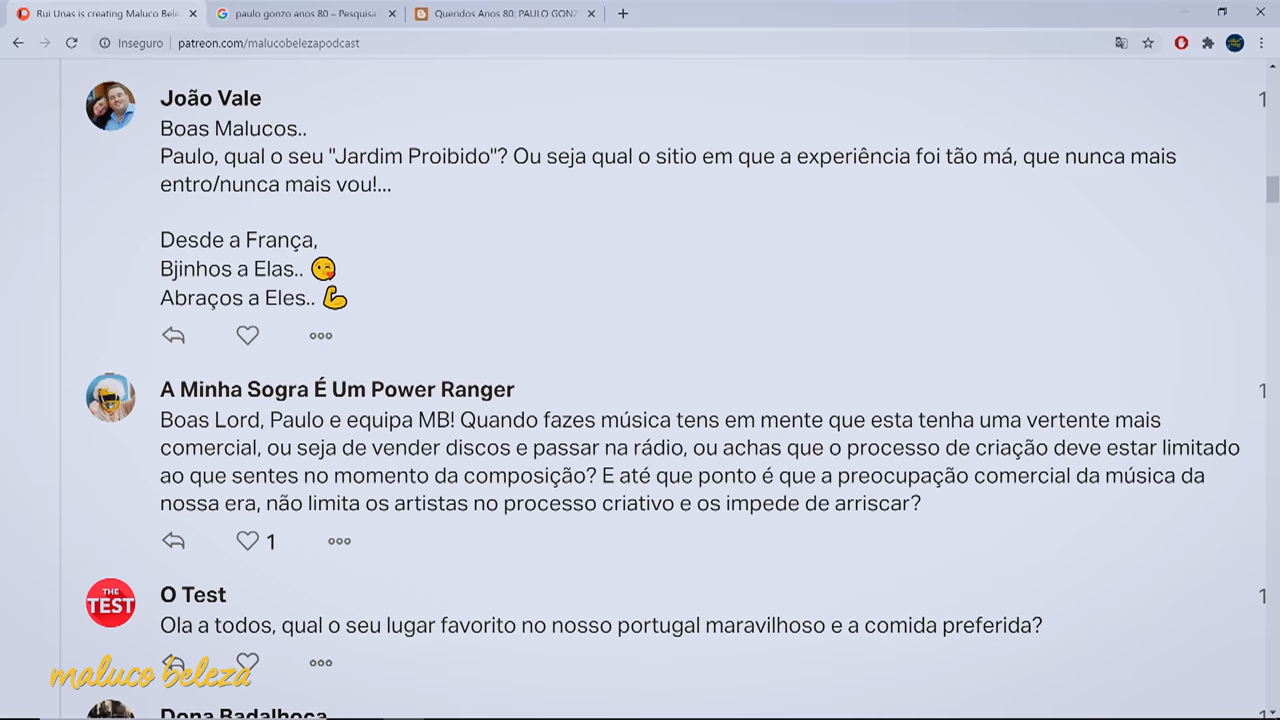 Rui Unas is creating Maluco Bele
paulo gonzo anos 80 – Pesquisa
Queridos Anos 80: PAULO GONZ
Inseguro
patreon.com/malucobelezapodcast
João Vale
1
Boas Malucos..
Paulo, qual o seu "Jardim Proibido"? Ou seja qual o sitio em que a experiência foi tão má, que nunca mais
entro/nunca mais vou!...
Desde a França,
Bjinhos a Elas.. 😘
Abraços a Eles.. 💪
A Minha Sogra É Um Power Ranger
1
Boas Lord, Paulo e equipa MB! Quando fazes música tens em mente que esta tenha uma vertente mais
comercial, ou seja de vender discos e passar na rádio, ou achas que o processo de criação deve estar limitado
ao que sentes no momento da composição? E até que ponto é que a preocupação comercial da música da
nossa era, não limita os artistas no processo criativo e os impede de arriscar?
1
THE
TEST
O Test
1
Ola a todos, qual o seu lugar favorito no nosso portugal maravilhoso e a comida preferida?
maluco beleza
Dona Badalhoca
1